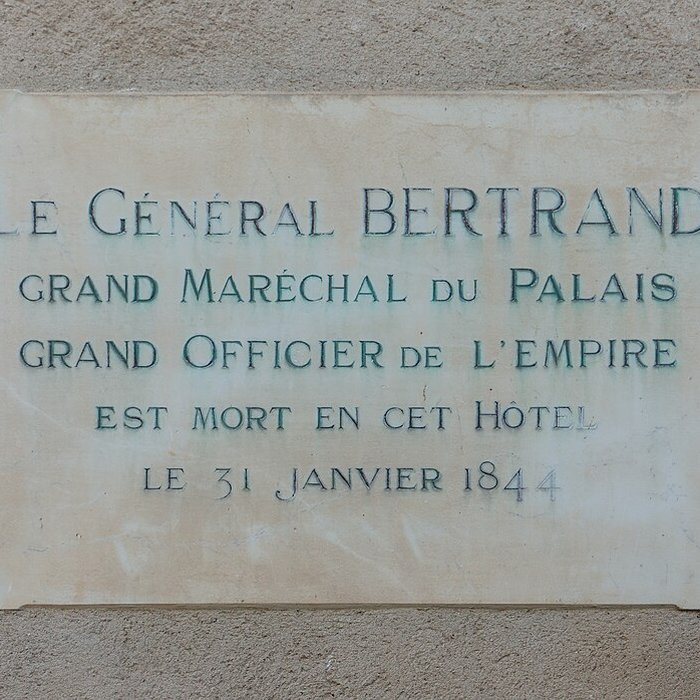 LE GÉNÉRAL BERTRAND
GRAND MARÉCHAL DU PALAIS
GRAND OFFICIER DE L'EMPIRE
EST MORT EN CET HÔTEL
LE 31 JANVIER 1844